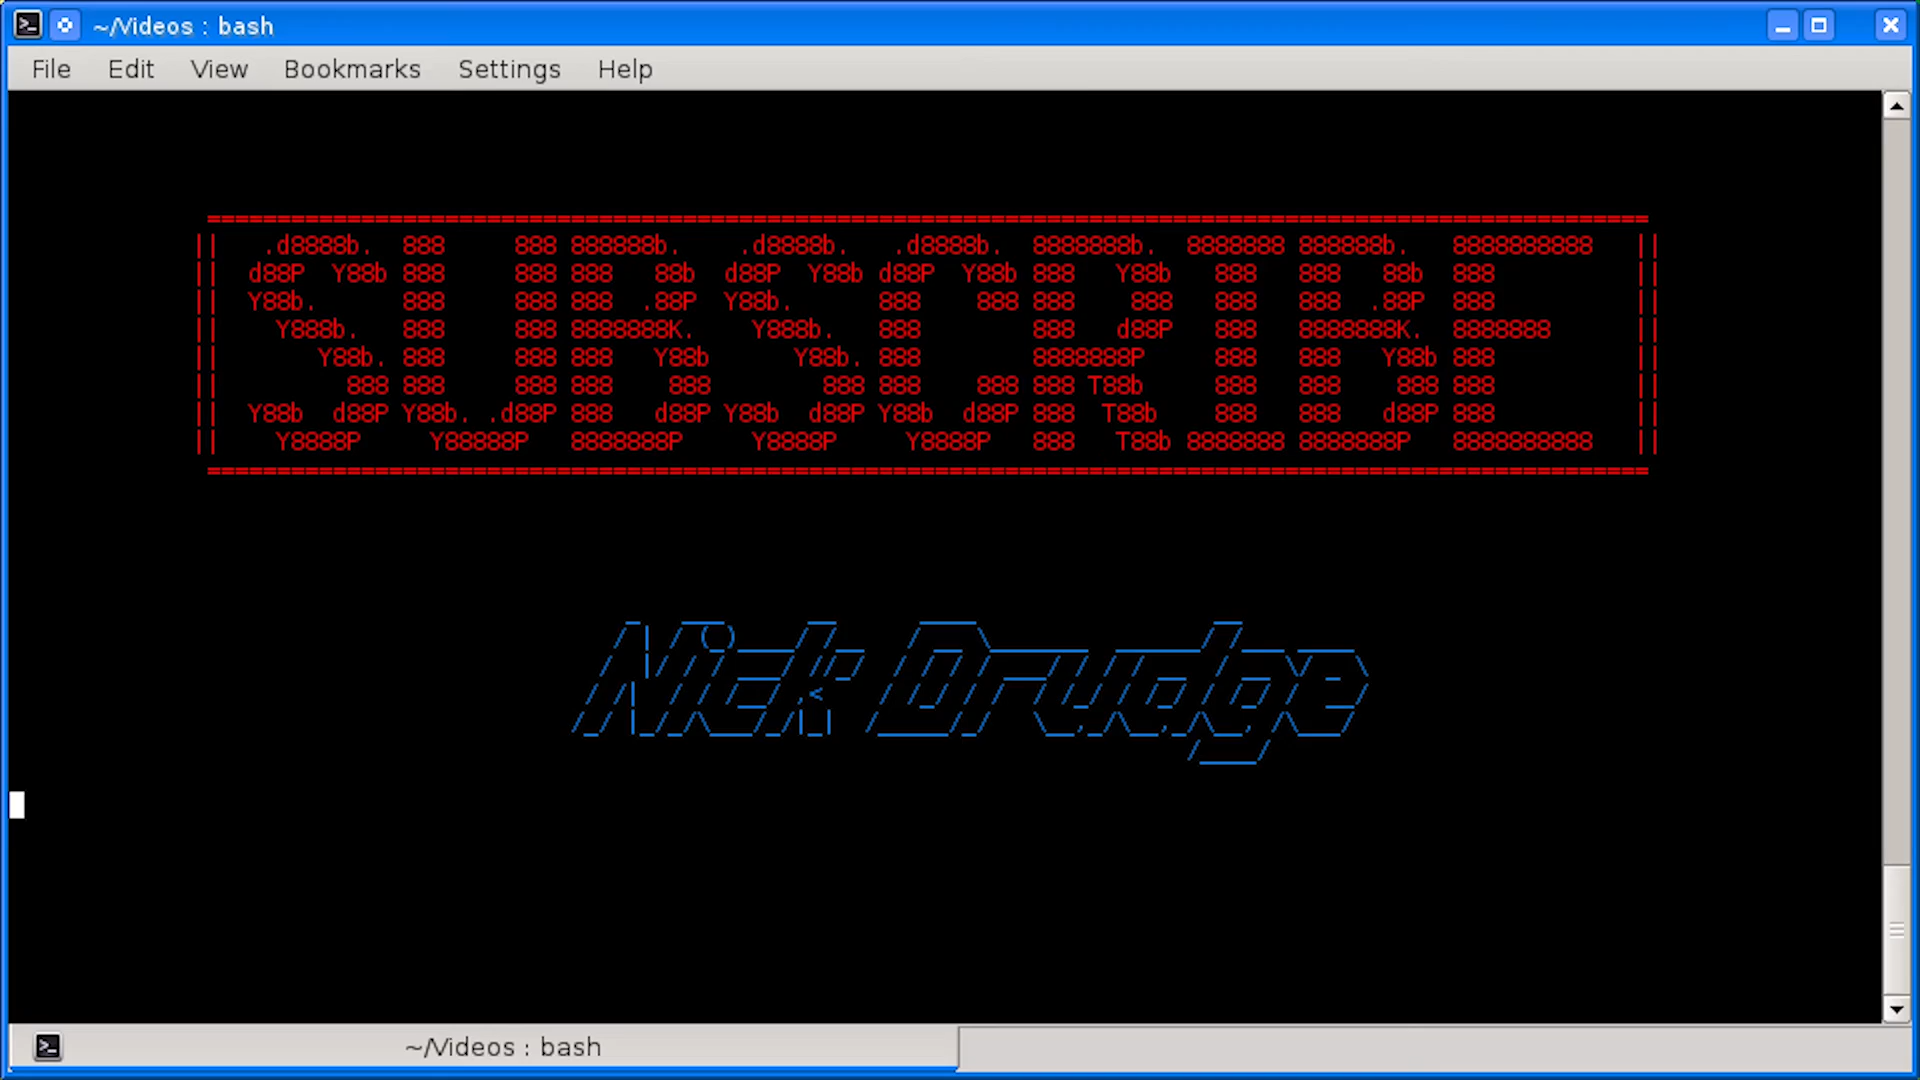 ~/Videos : bash
File Edit View Bookmarks Settings Help
SUBSCRIBE
Nick Drudge
~/Videos : bash